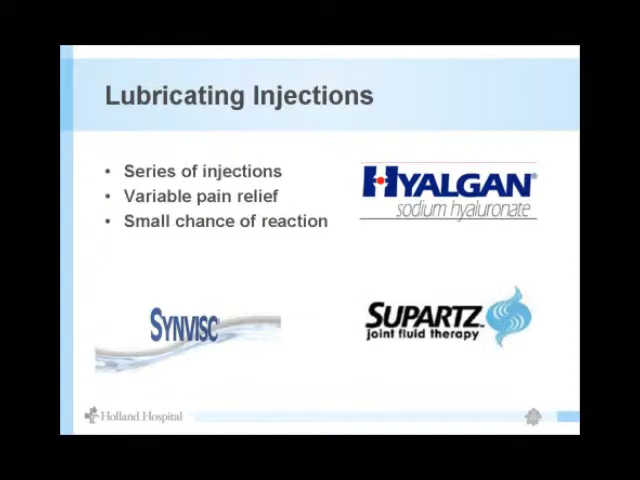 Lubricating Injections
• Series of injections
• Variable pain relief
• Small chance of reaction
HYALGAN®
sodium hyaluronate
SYNVISC
SUPARTZ™
joint fluid therapy
Holland Hospital